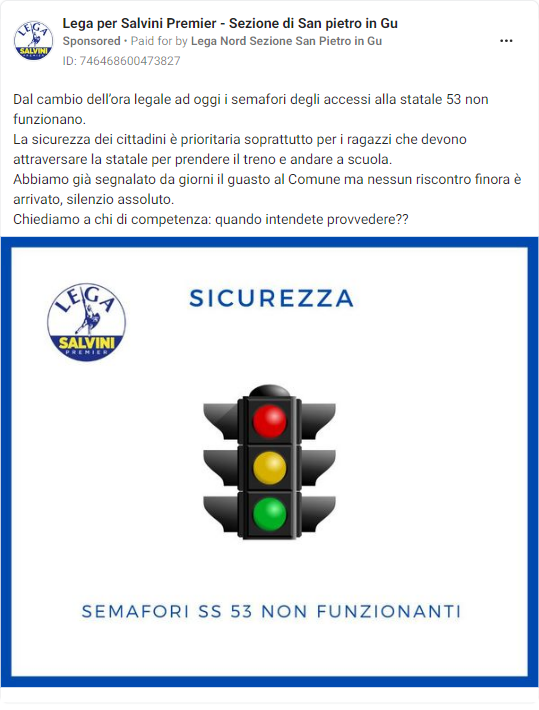 Lega per Salvini Premier - Sezione di San pietro in Gu
Sponsored • Paid for by Lega Nord Sezione San Pietro in Gu
ID: 746468600473827
Dal cambio dell'ora legale ad oggi i semafori degli accessi alla statale 53 non
funzionano.
La sicurezza dei cittadini è prioritaria soprattutto per i ragazzi che devono
attraversare la statale per prendere il treno e andare a scuola.
Abbiamo già segnalato da giorni il guasto al Comune ma nessun riscontro finora è
arrivato, silenzio assoluto.
Chiediamo a chi di competenza: quando intendete provvedere??
LEGA
SALVINI
PREMIER
SICUREZZA
SEMAFORI SS 53 NON FUNZIONANTI